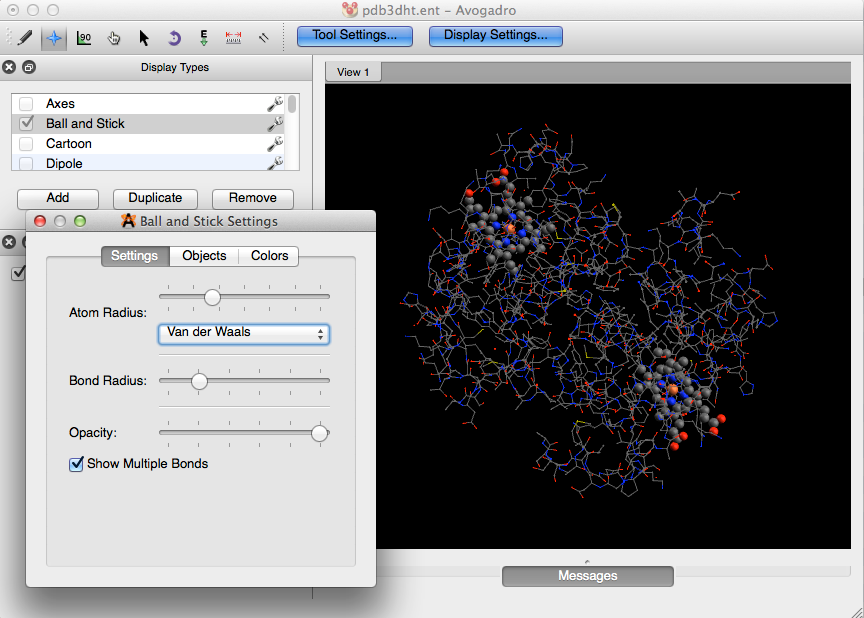 pdb3dht.ent - Avogadro
90
E
Tool Settings...
Display Settings...
Display Types
View 1
Axes
Ball and Stick
Cartoon
Dipole
Add
Duplicate
Remove
Ball and Stick Settings
Settings
Objects
Colors
Atom Radius:
Van der Waals
Bond Radius:
Opacity:
Show Multiple Bonds
Messages